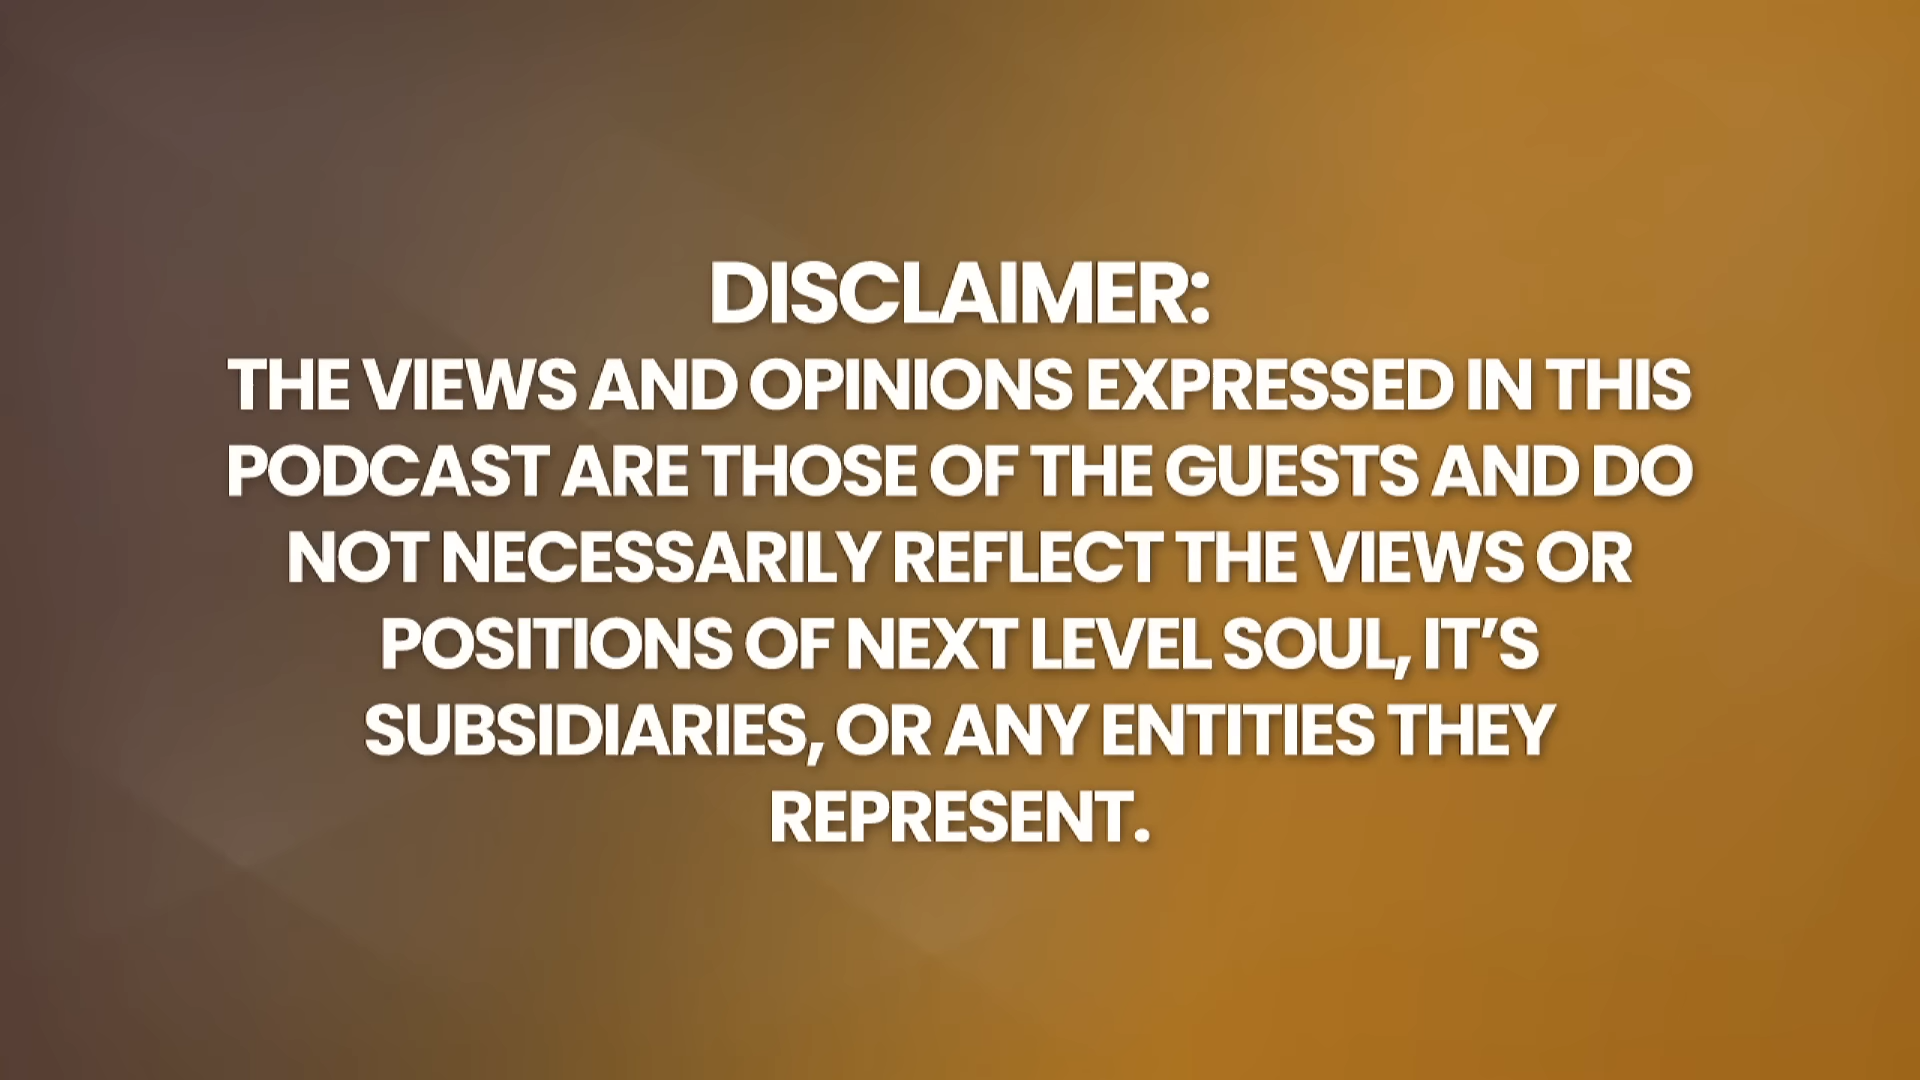 DISCLAIMER:
THE VIEWS AND OPINIONS EXPRESSED IN THIS
PODCAST ARE THOSE OF THE GUESTS AND DO
NOT NECESSARILY REFLECT THE VIEWS OR
POSITIONS OF NEXT LEVEL SOUL, IT’S
SUBSIDIARIES, OR ANY ENTITIES THEY
REPRESENT.